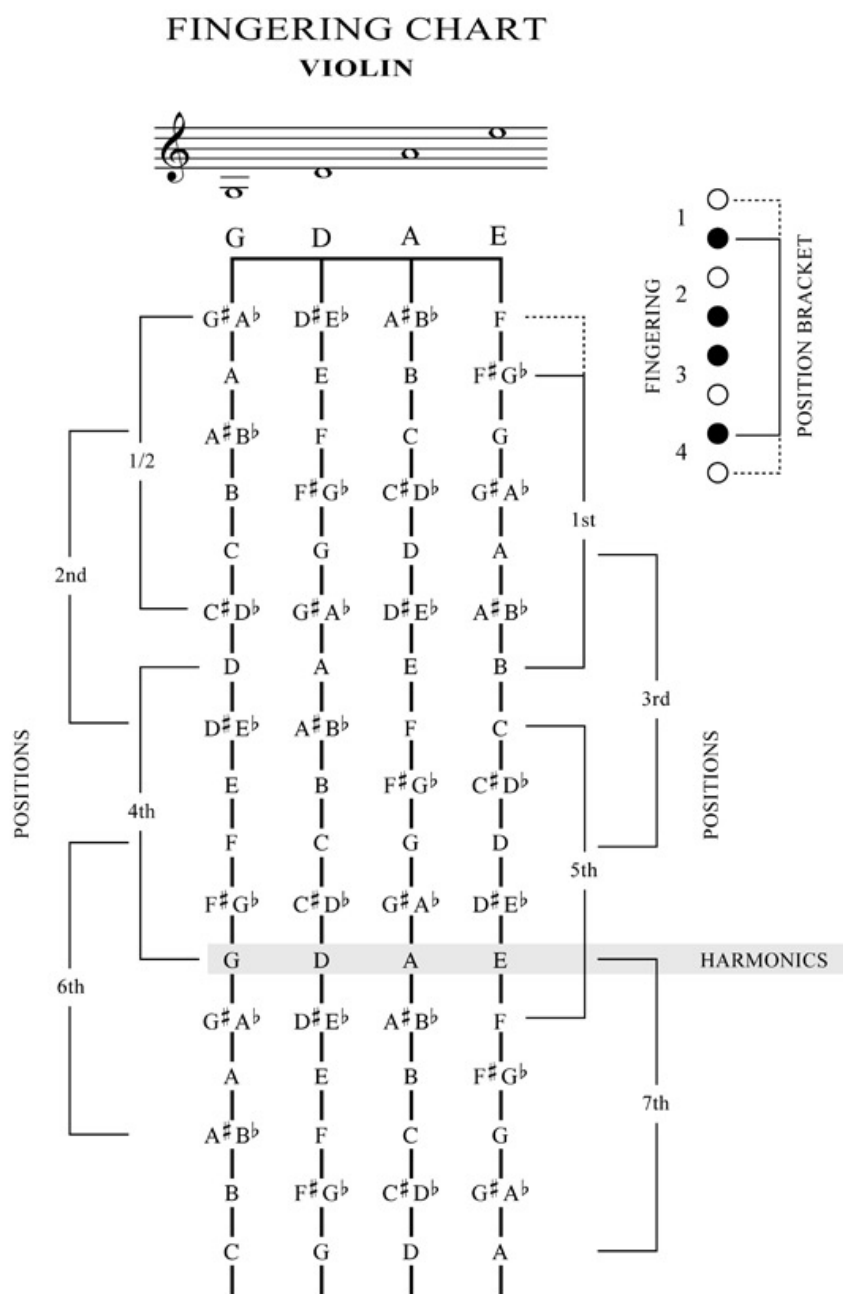 FINGERING CHART
VIOLIN
G D A E
G♯A♭ D♯E♭ A♯B♭ F
A E B F♯G♭
A♯B♭ F C G
B F♯G♭ C♯D♭ G♯A♭
C G D A
C♯D♭ G♯A♭ D♯E♭ A♯B♭
D A E B
D♯E♭ A♯B♭ F C
E B F♯G♭ C♯D♭
F C G D
F♯G♭ C♯D♭ G♯A♭ D♯E♭
G D A E HARMONICS
G♯A♭ D♯E♭ A♯B♭ F
A E B F♯G♭
A♯B♭ F C G
B F♯G♭ C♯D♭ G♯A♭
C G D A
POSITIONS
1/2
2nd
4th
6th
1st
3rd
5th
7th
POSITIONS
FINGERING
1
2
3
4
POSITION BRACKET